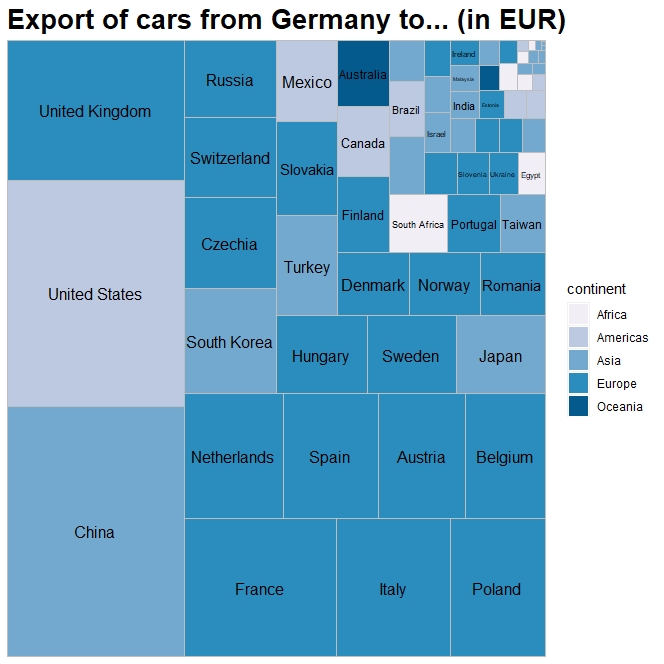 Export of cars from Germany to... (in EUR)
United Kingdom
Russia
Mexico
Australia
Ireland
Malaysia
Brazil
India
Estonia
Switzerland
Slovakia
Canada
Israel
Slovenia
Ukraine
Egypt
Czechia
Finland
South Africa
Portugal
Taiwan
United States
Turkey
Denmark
Norway
Romania
South Korea
Hungary
Sweden
Japan
Netherlands
Spain
Austria
Belgium
China
France
Italy
Poland
continent
Africa
Americas
Asia
Europe
Oceania